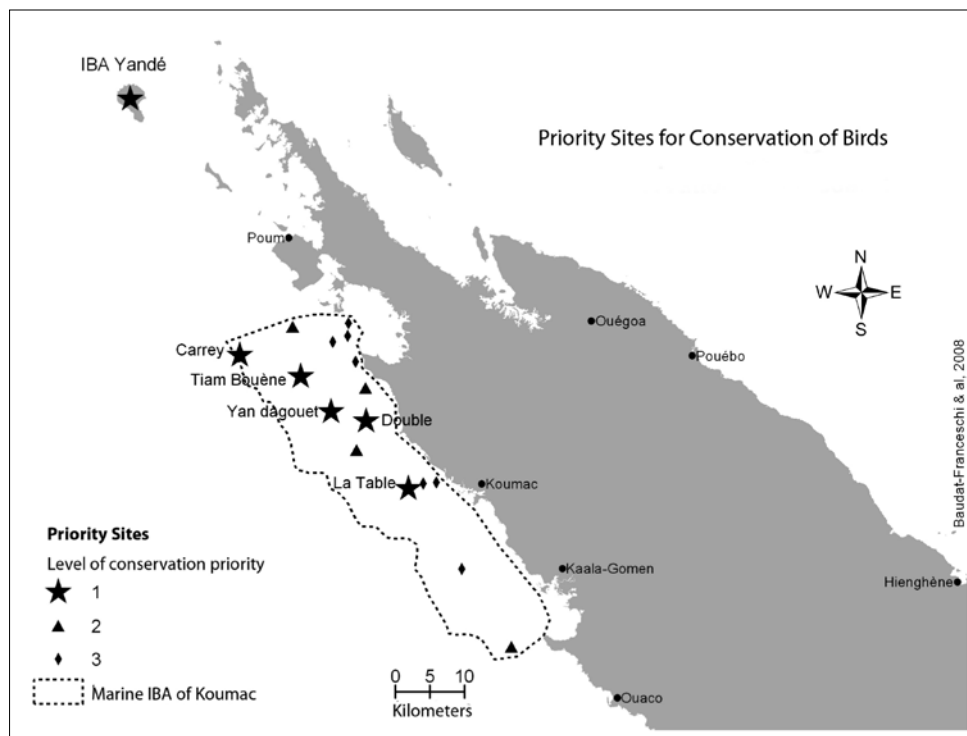 IBA Yandé
Priority Sites for Conservation of Birds
Poum
N
W E
S
Ouégoa
Pouébo
Carrey
Tiam Bouène
Yan dagouet
Double
La Table
Koumac
Kaala-Gomen
Hienghène
Ouaco
Baudat-Franceschi & al, 2008
Priority Sites
Level of conservation priority
1
2
3
Marine IBA of Koumac
0 5 10
Kilometers